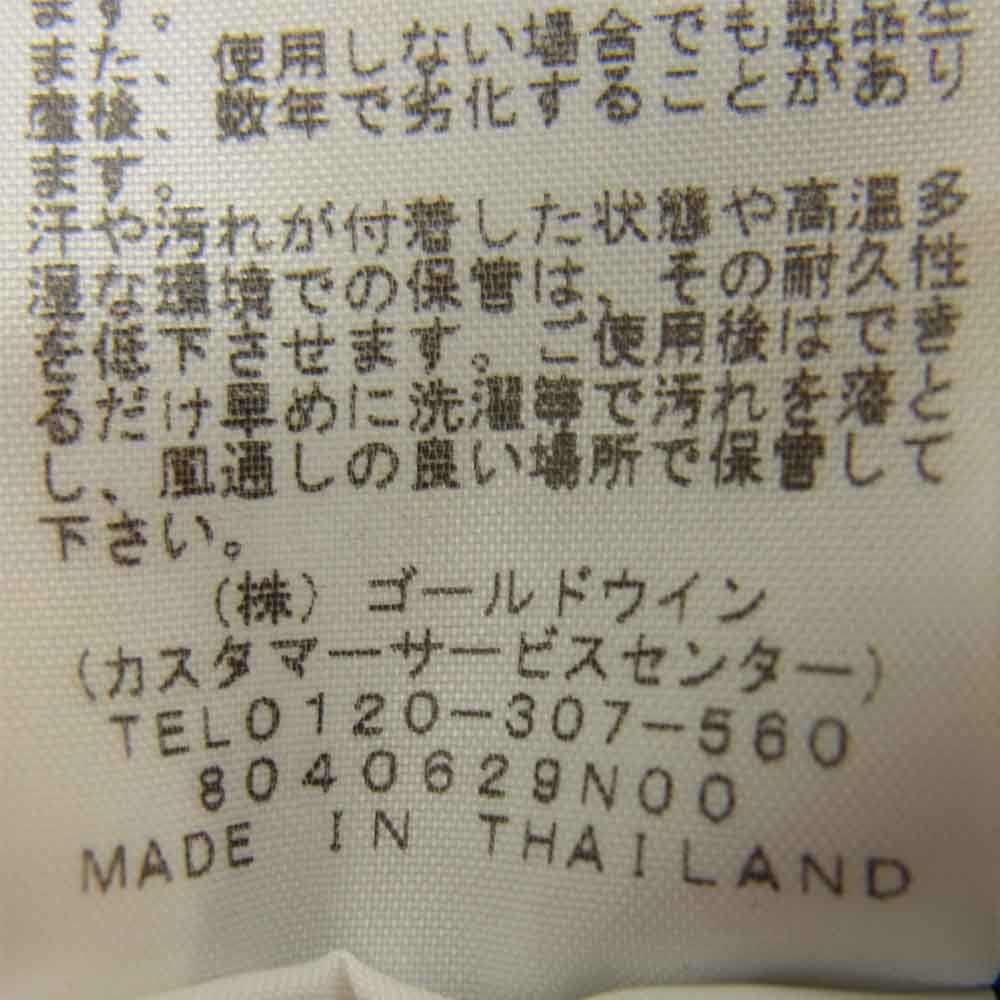 ます。
また、使用しない場合でも製品生
産後、数年で劣化することがあり
ます。
汗や汚れが付着した状態や高温多
湿な環境での保管は、その耐久性
を低下させます。ご使用後はでき
るだけ早めに洗濯等で汚れを落と
し、風通しの良い場所で保管して
下さい。
(株) ゴールドウイン
(カスタマーサービスセンター)
TEL0120-307-560
8040629N00
MADE IN THAILAND